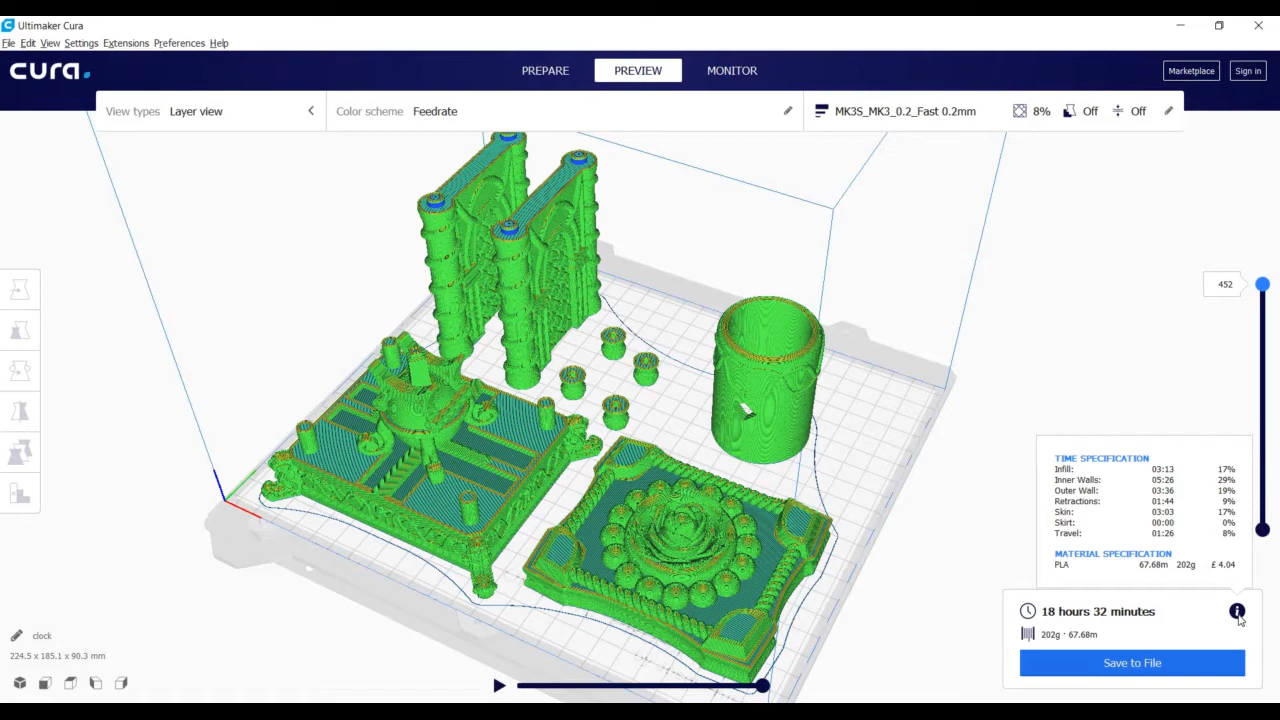 Ultimaker Cura
File Edit View Settings Extensions Preferences Help
cura.
PREPARE PREVIEW MONITOR
Marketplace Sign in
View types Layer view
Color scheme Feedrate
MK3S_MK3_0.2_Fast 0.2mm 8% Off Off
452
TIME SPECIFICATION
Infill: 03:13 17%
Inner Walls: 05:26 29%
Outer Wall: 03:36 19%
Retractions: 01:44 9%
Skin: 03:03 17%
Skirt: 00:00 0%
Travel: 01:26 8%
MATERIAL SPECIFICATION
PLA 67.68m 202g £ 4.04
18 hours 32 minutes
202g · 67.68m
Save to File
clock
224.5 x 185.1 x 90.3 mm